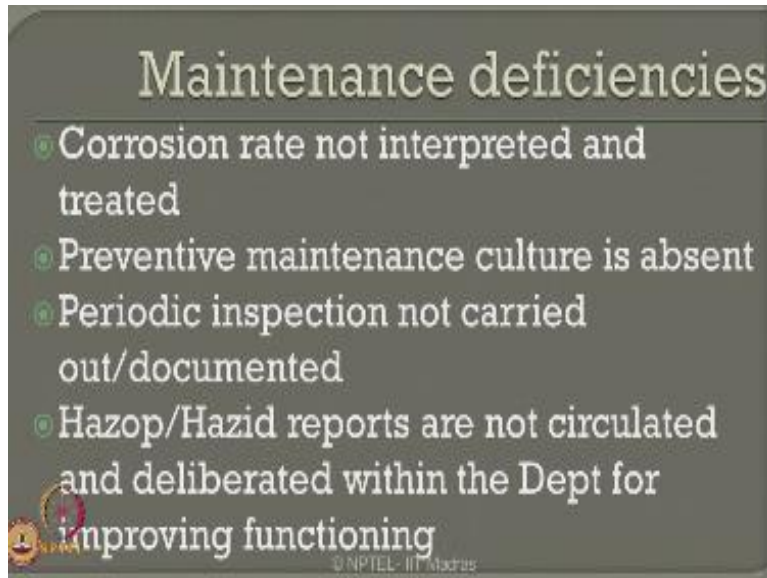 Maintenance deficiencies
Corrosion rate not interpreted and
treated
Preventive maintenance culture is absent
Periodic inspection not carried
out/documented
Hazop/Hazid reports are not circulated
and deliberated within the Dept for
improving functioning
NPTEL
© NPTEL- IIT Madras